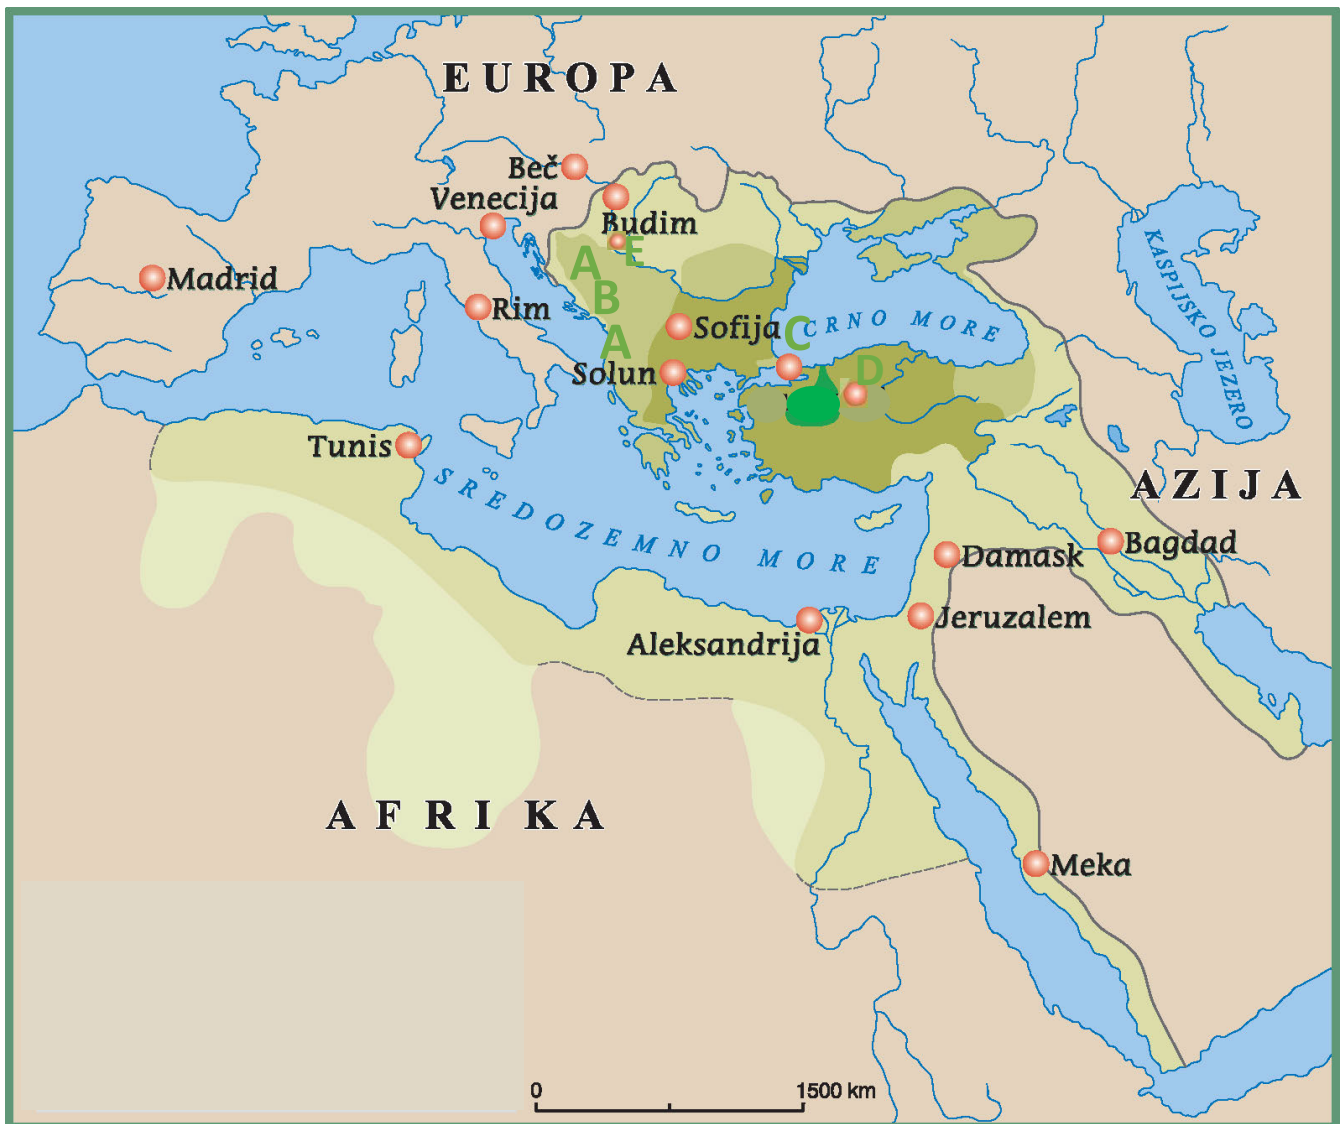 EUROPA
Beč
Venecija
Budim
E
A
B
A
Madrid
Rim
Sofija
C
CRNO MORE
KASPIJSKO JEZERO
Solun
D
Tunis
SREDOZEMNO MORE
AZIJA
Damask
Bagdad
Jeruzalem
Aleksandrija
AFRIKA
Meka
0
1500 km